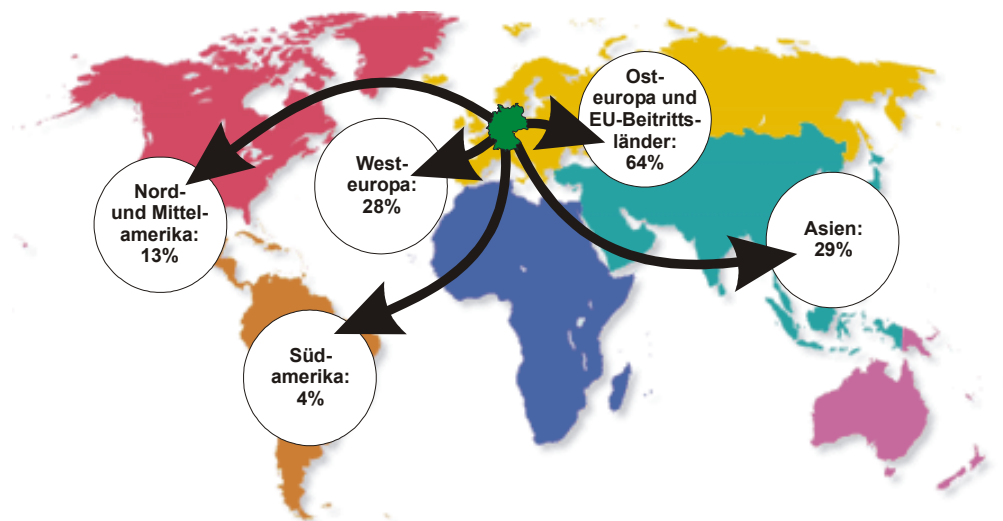 Ost-
europa und
EU-Beitritts-
länder:
64%
West-
europa:
28%
Nord-
und Mittel-
amerika:
13%
Asien:
29%
Süd-
amerika:
4%